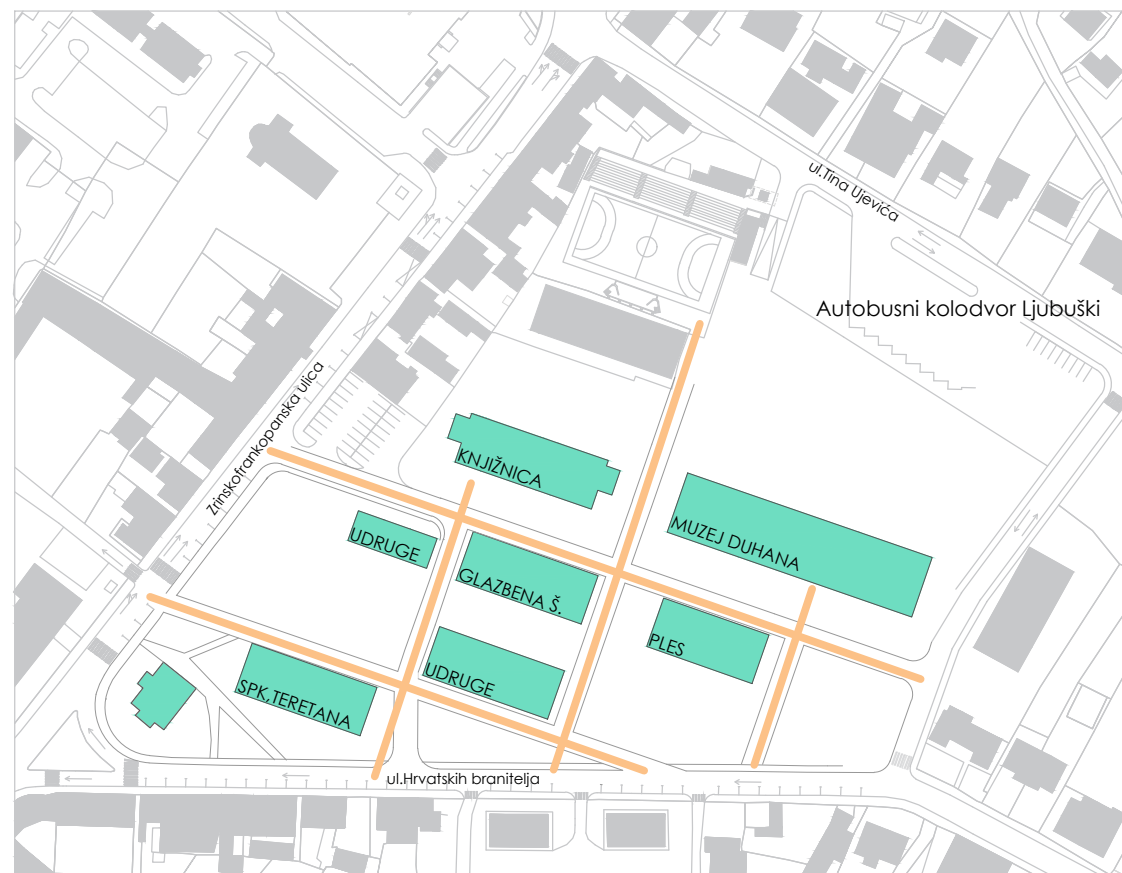 ul.Tina Ujevića
Autobusni kolodvor Ljubuški
Zrinskofrankopanska ulica
KNJIŽNICA
MUZEJ DUHANA
UDRUGE
GLAZBENA Š.
PLES
UDRUGE
SPK,TERETANA
ul.Hrvatskih branitelja